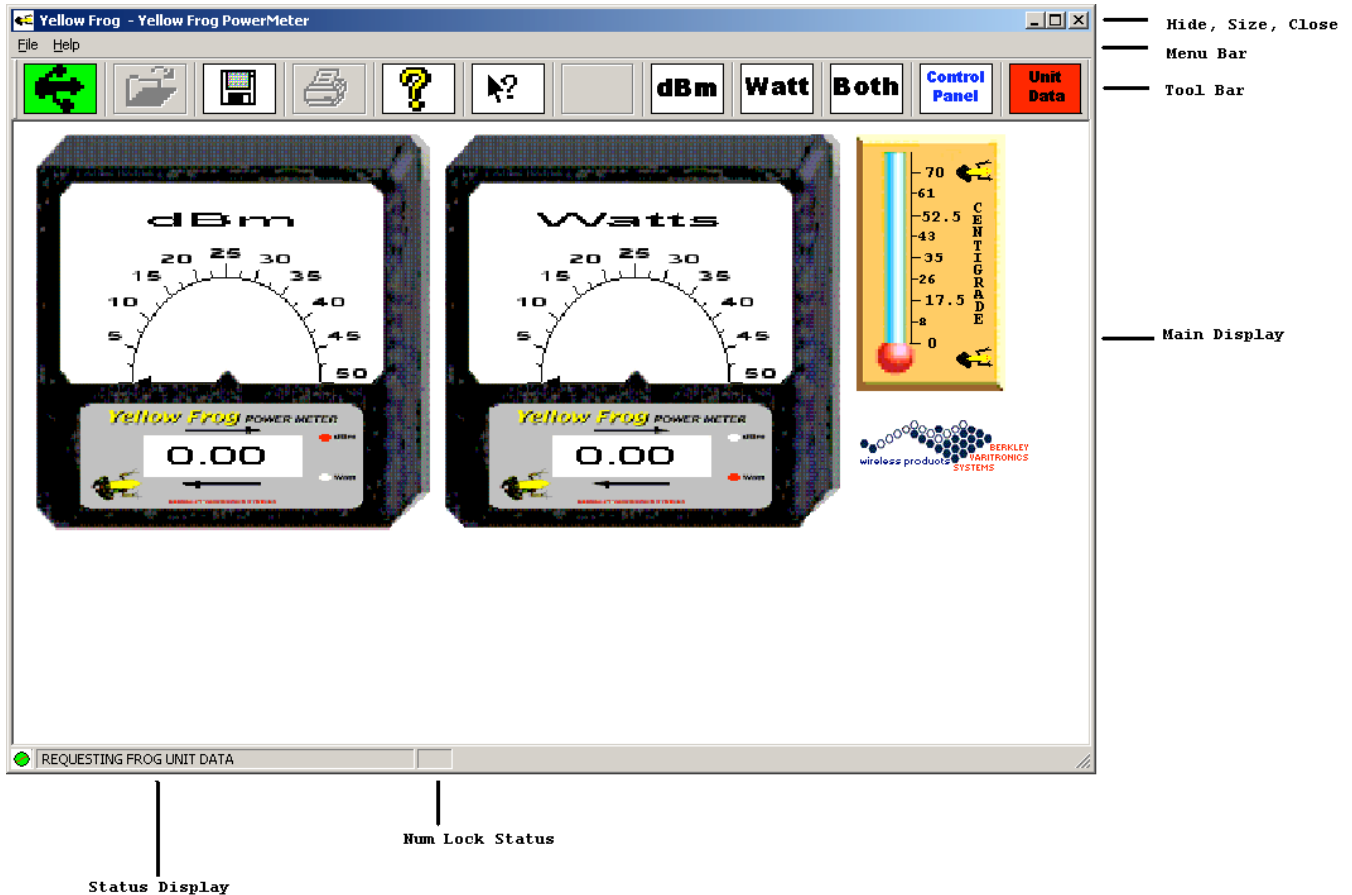 Yellow Frog - Yellow Frog PowerMeter
Hide, Size, Close
File Help
Menu Bar
dBm Watt Both Control Panel Unit Data
Tool Bar
dBm
5 10 15 20 25 30 35 40 45 50
Yellow Frog POWER METER
dBm
0.00
Watt
Watts
5 10 15 20 25 30 35 40 45 50
Yellow Frog POWER METER
dBm
0.00
Watt
70
61
52.5
43
35
26
17.5
8
0
CENTIGRADE
Main Display
wireless products
BERKLEY
VARITRONICS
SYSTEMS
REQUESTING FROG UNIT DATA
Num Lock Status
Status Display